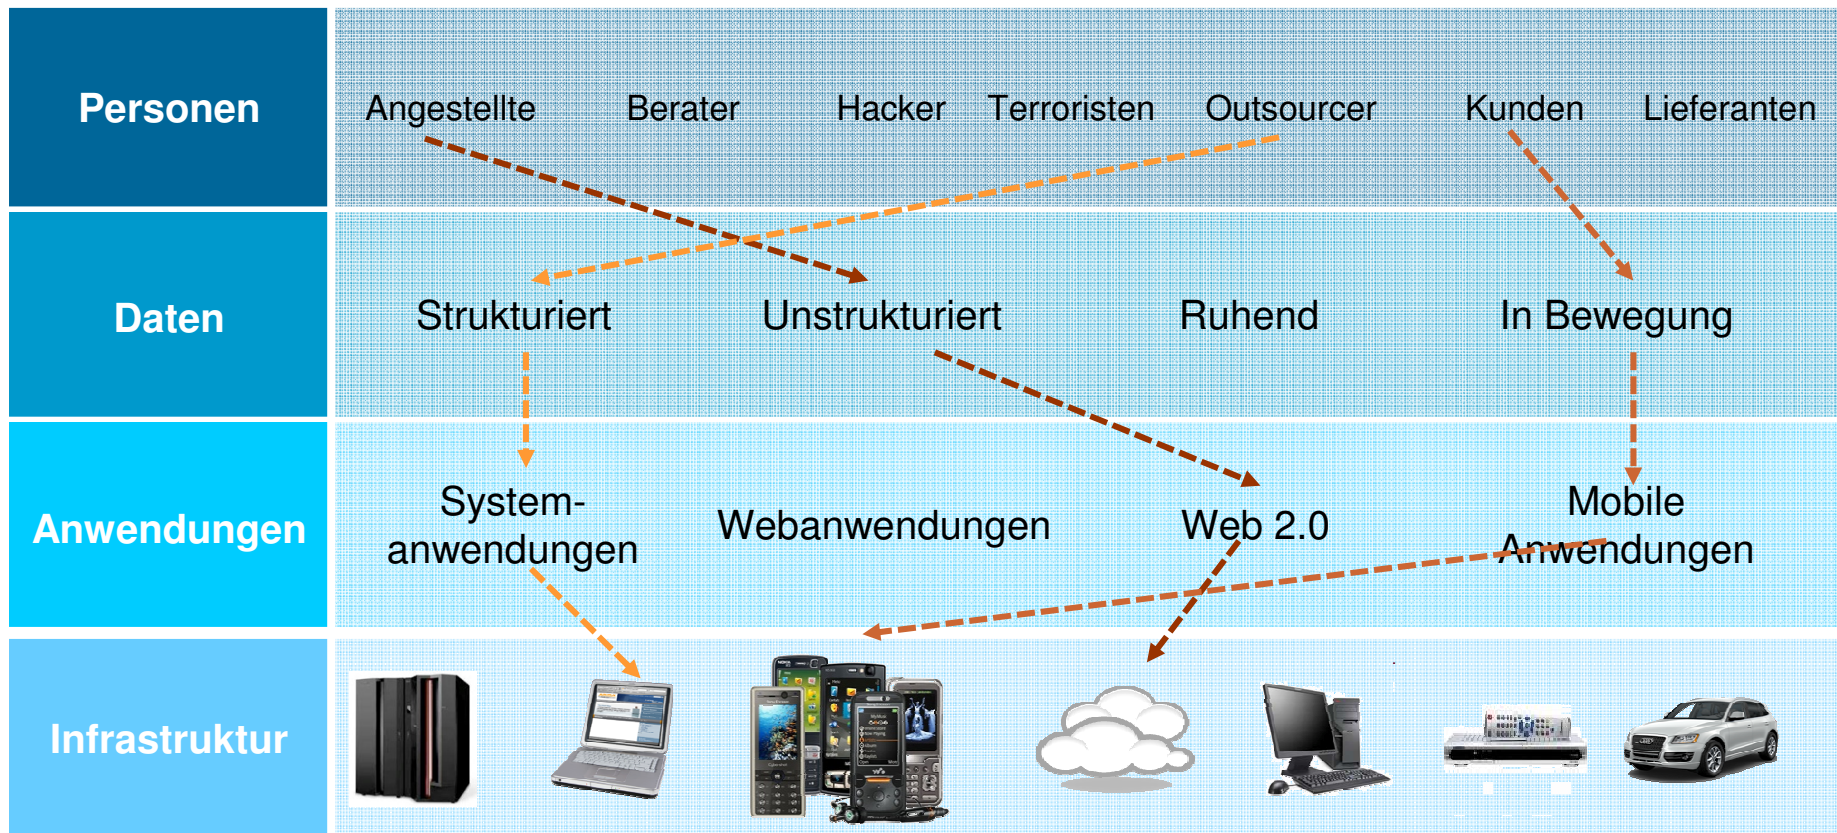 Personen
Angestellte Berater Hacker Terroristen Outsourcer Kunden Lieferanten
Daten
Strukturiert Unstrukturiert Ruhend In Bewegung
Anwendungen
System-
anwendungen
Webanwendungen
Web 2.0
Mobile
Anwendungen
Infrastruktur